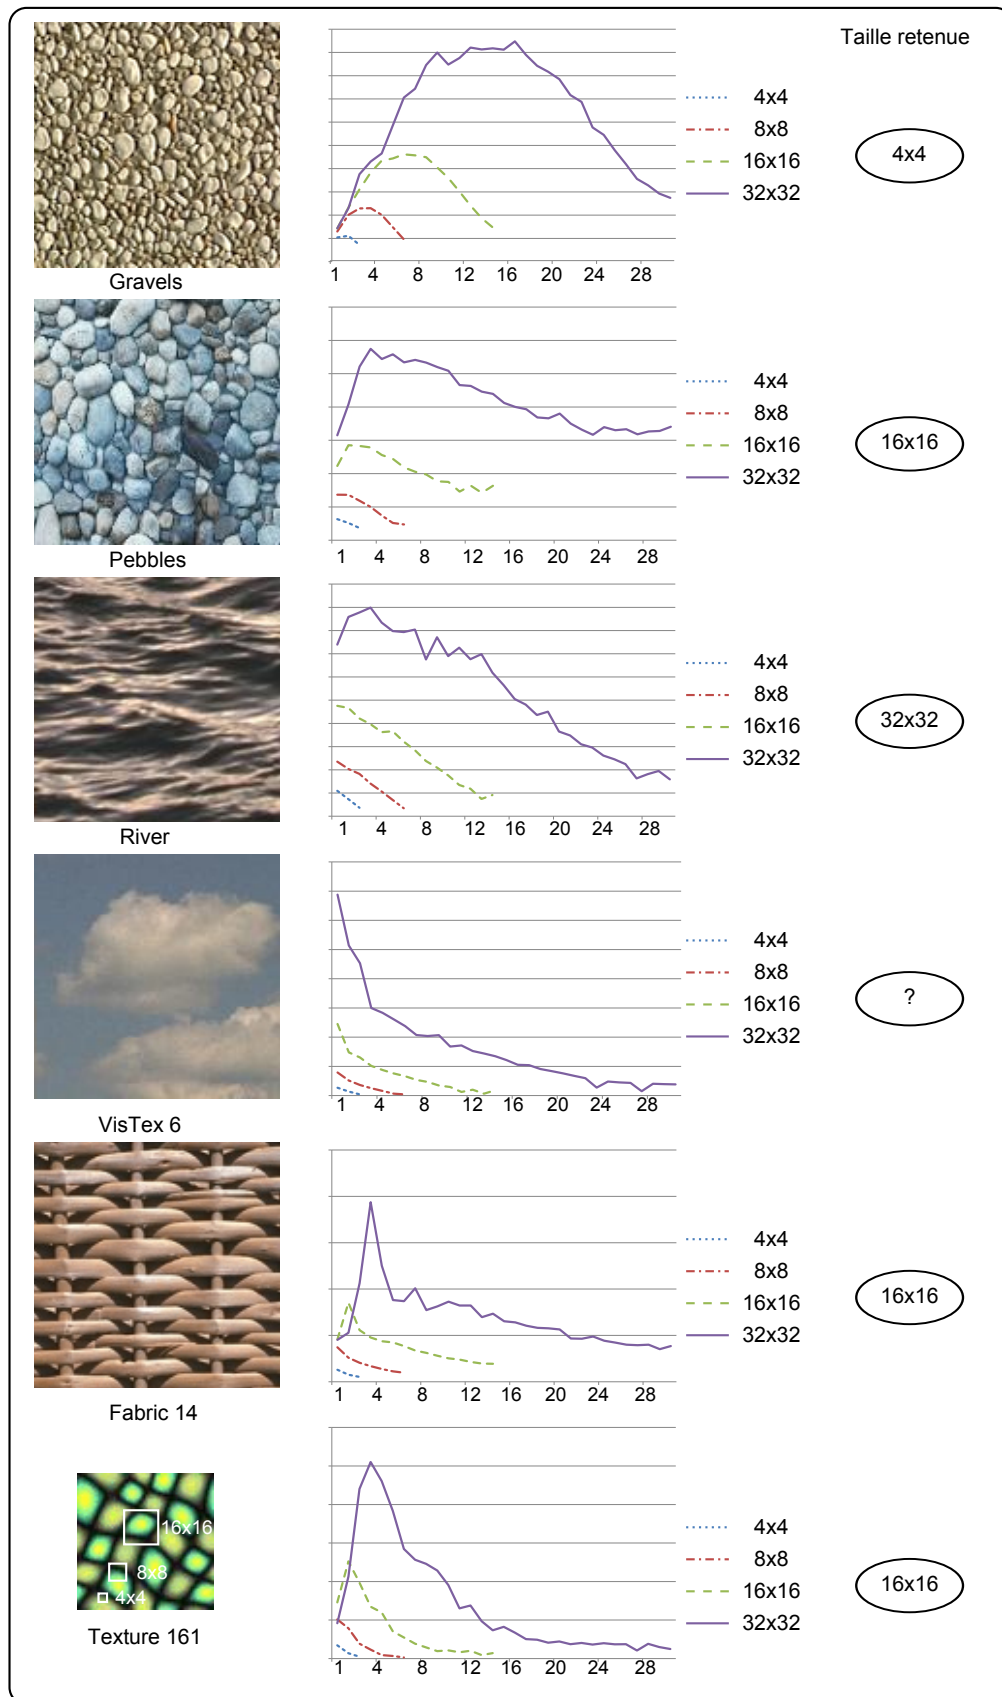 Taille retenue
4x4
8x8
16x16
32x32
4x4
1 4 8 12 16 20 24 28
Gravels
4x4
8x8
16x16
32x32
16x16
1 4 8 12 16 20 24 28
Pebbles
4x4
8x8
16x16
32x32
32x32
1 4 8 12 16 20 24 28
River
4x4
8x8
16x16
32x32
?
1 4 8 12 16 20 24 28
VisTex 6
4x4
8x8
16x16
32x32
16x16
1 4 8 12 16 20 24 28
Fabric 14
16x16
8x8
4x4
4x4
8x8
16x16
32x32
16x16
1 4 8 12 16 20 24 28
Texture 161